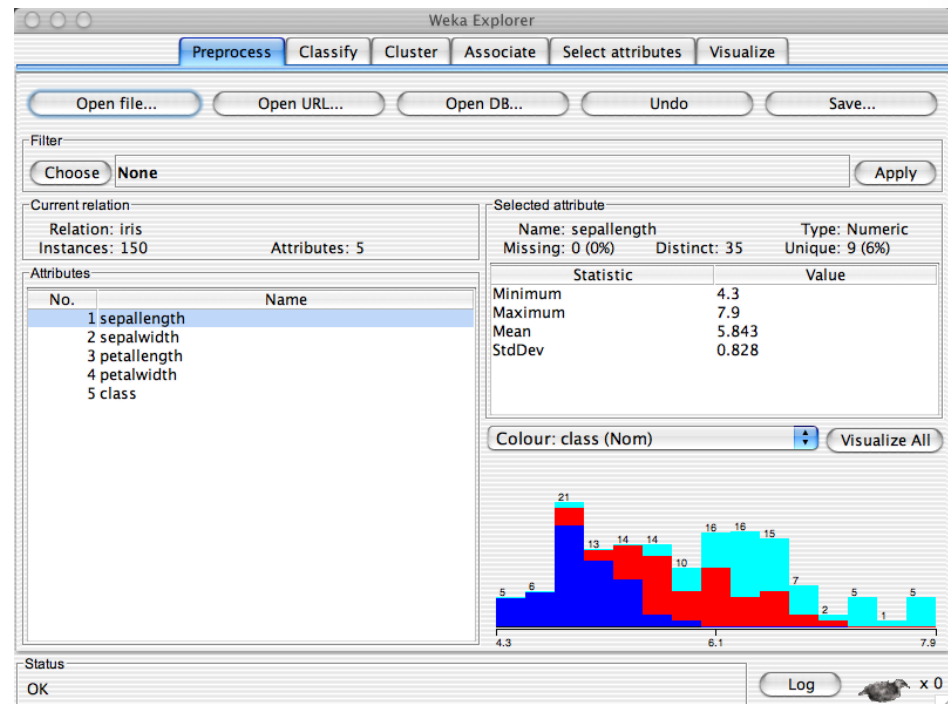 Weka Explorer
Preprocess Classify Cluster Associate Select attributes Visualize
Open file... Open URL... Open DB... Undo Save...
Filter
Choose None Apply
Current relation
Relation: iris
Instances: 150 Attributes: 5
Attributes
No. Name
1 sepallength
2 sepalwidth
3 petallength
4 petalwidth
5 class
Selected attribute
Name: sepallength Type: Numeric
Missing: 0 (0%) Distinct: 35 Unique: 9 (6%)
Statistic Value
Minimum 4.3
Maximum 7.9
Mean 5.843
StdDev 0.828
Colour: class (Nom) Visualize All
5 6 21 13 14 14 10 16 16 15 7 2 5 1 5
4.3 6.1 7.9
Status
OK
Log x 0